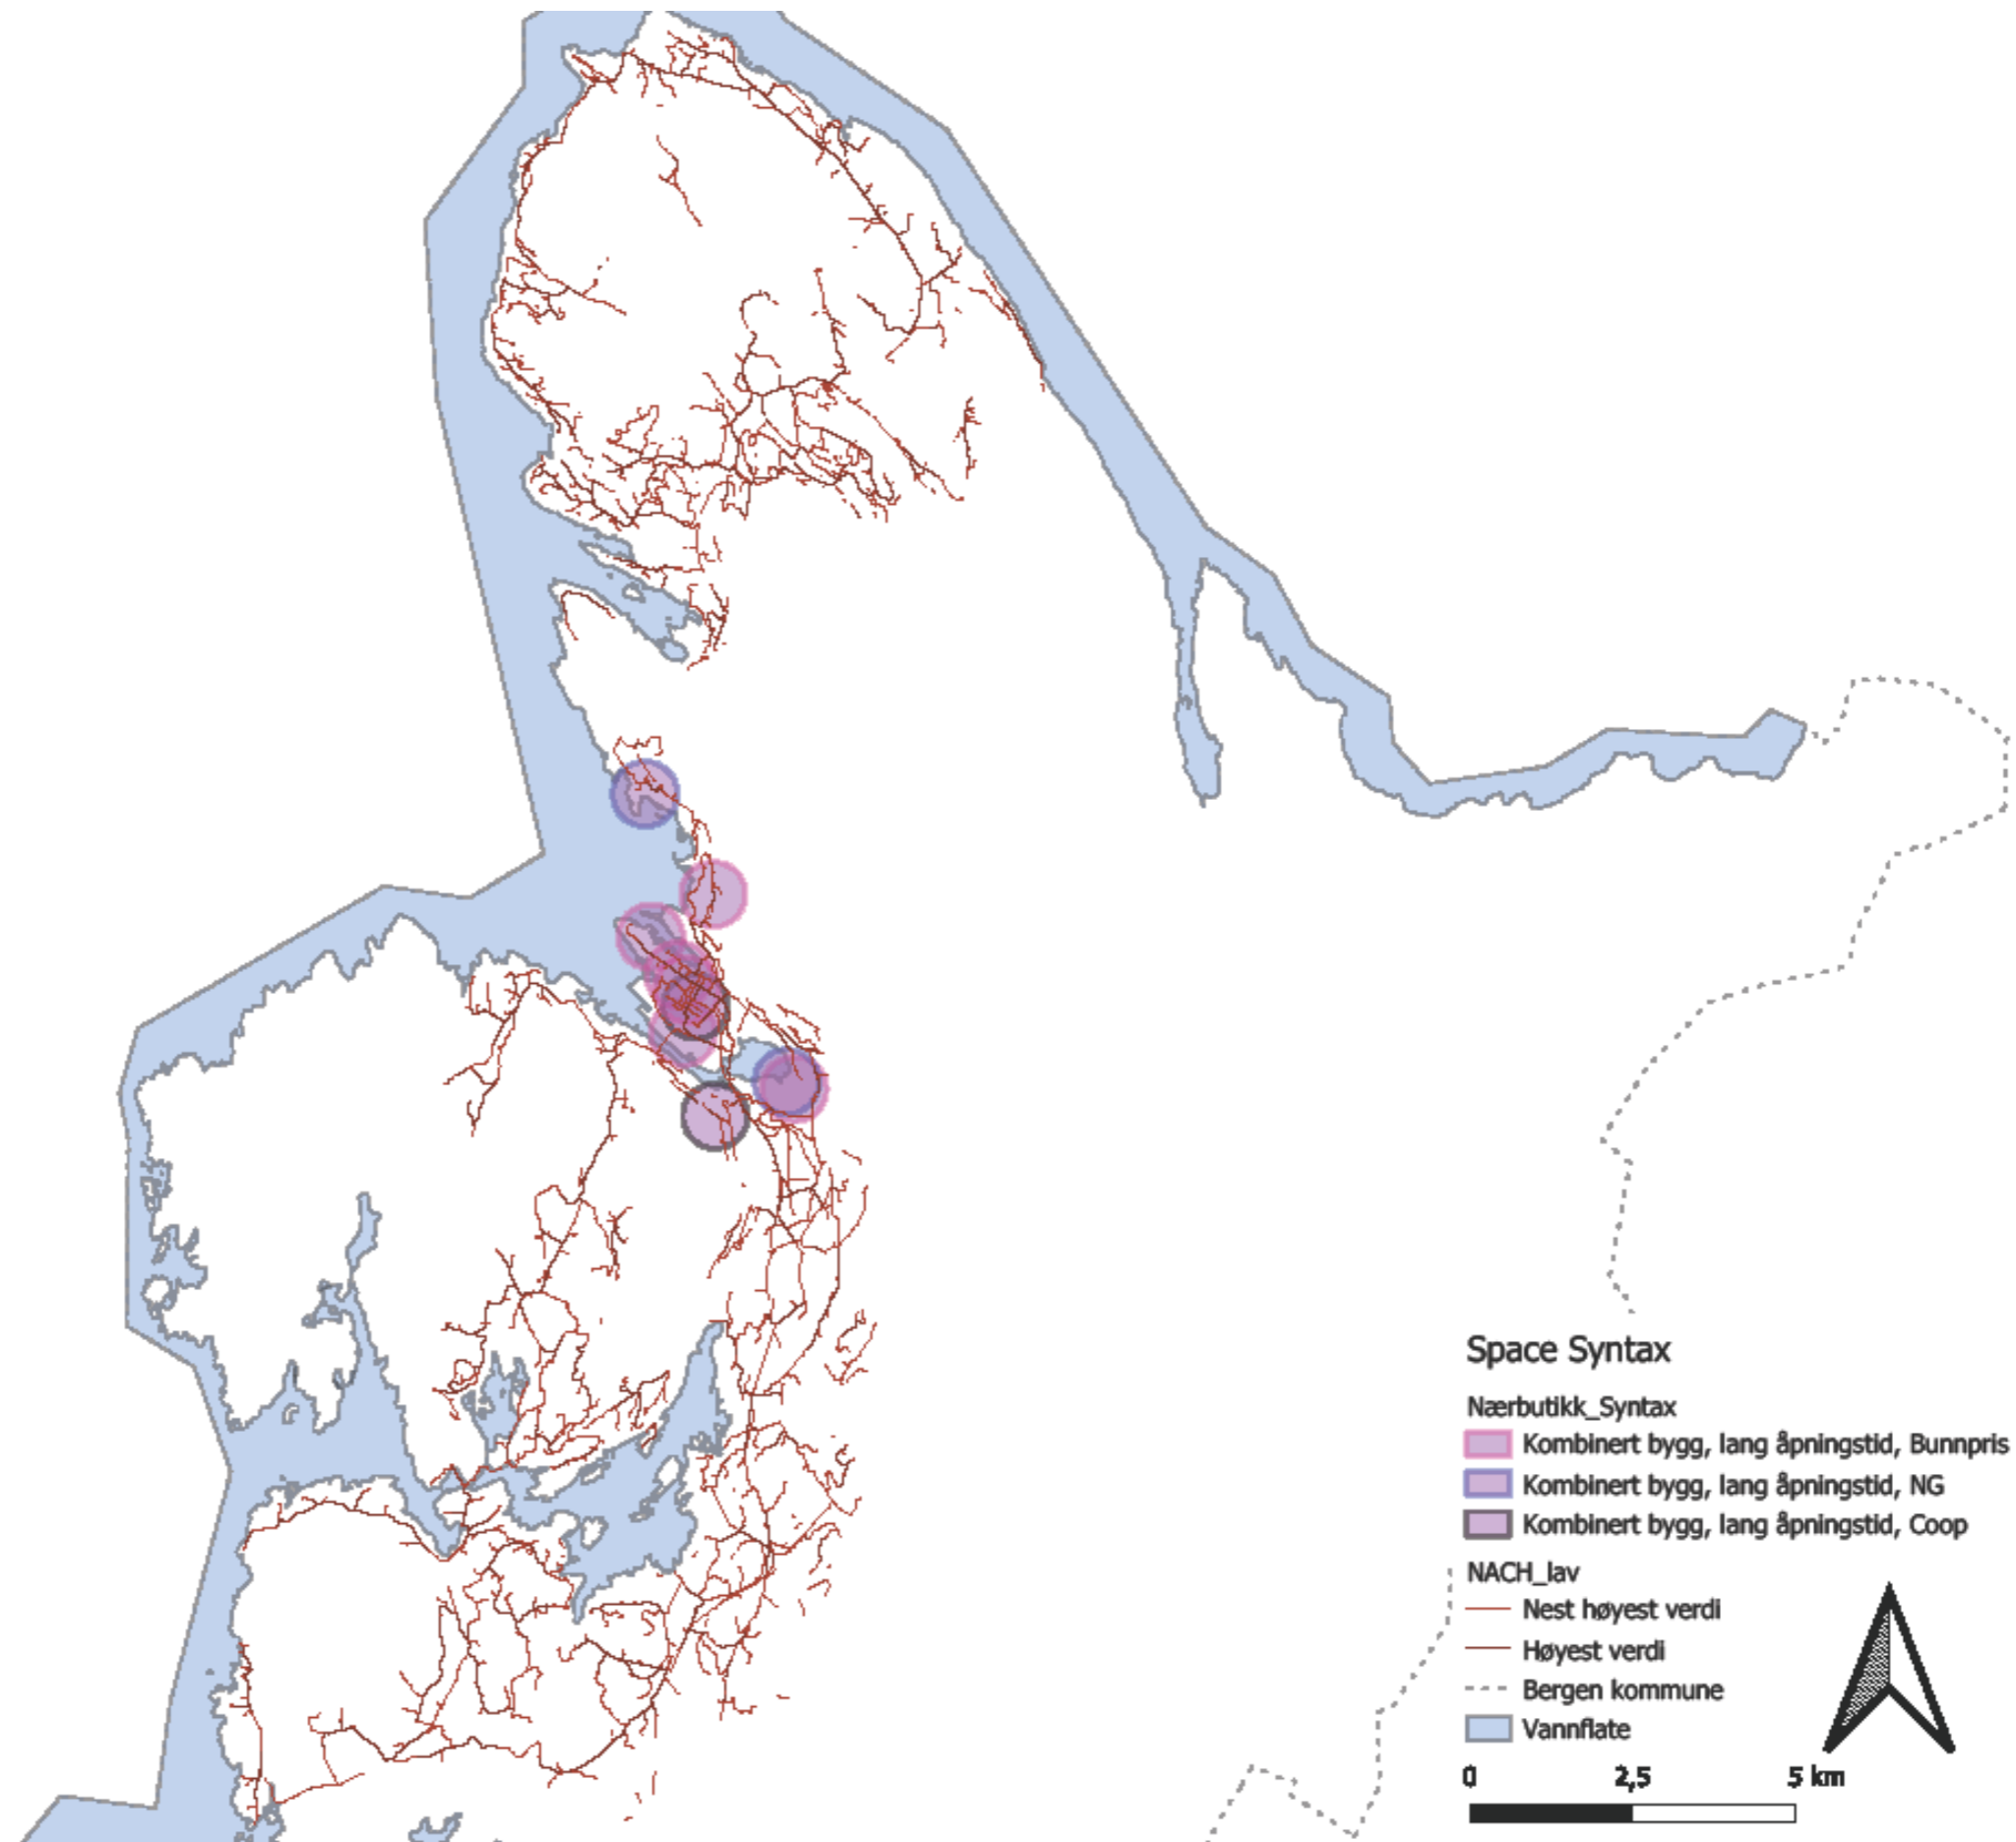 Space Syntax
Nærbutikk_Syntax
Kombinert bygg, lang åpningstid, Bunnpris
Kombinert bygg, lang åpningstid, NG
Kombinert bygg, lang åpningstid, Coop
NACH_lav
Nest høyest verdi
Høyest verdi
Bergen kommune
Vannflate
0 2,5 5 km